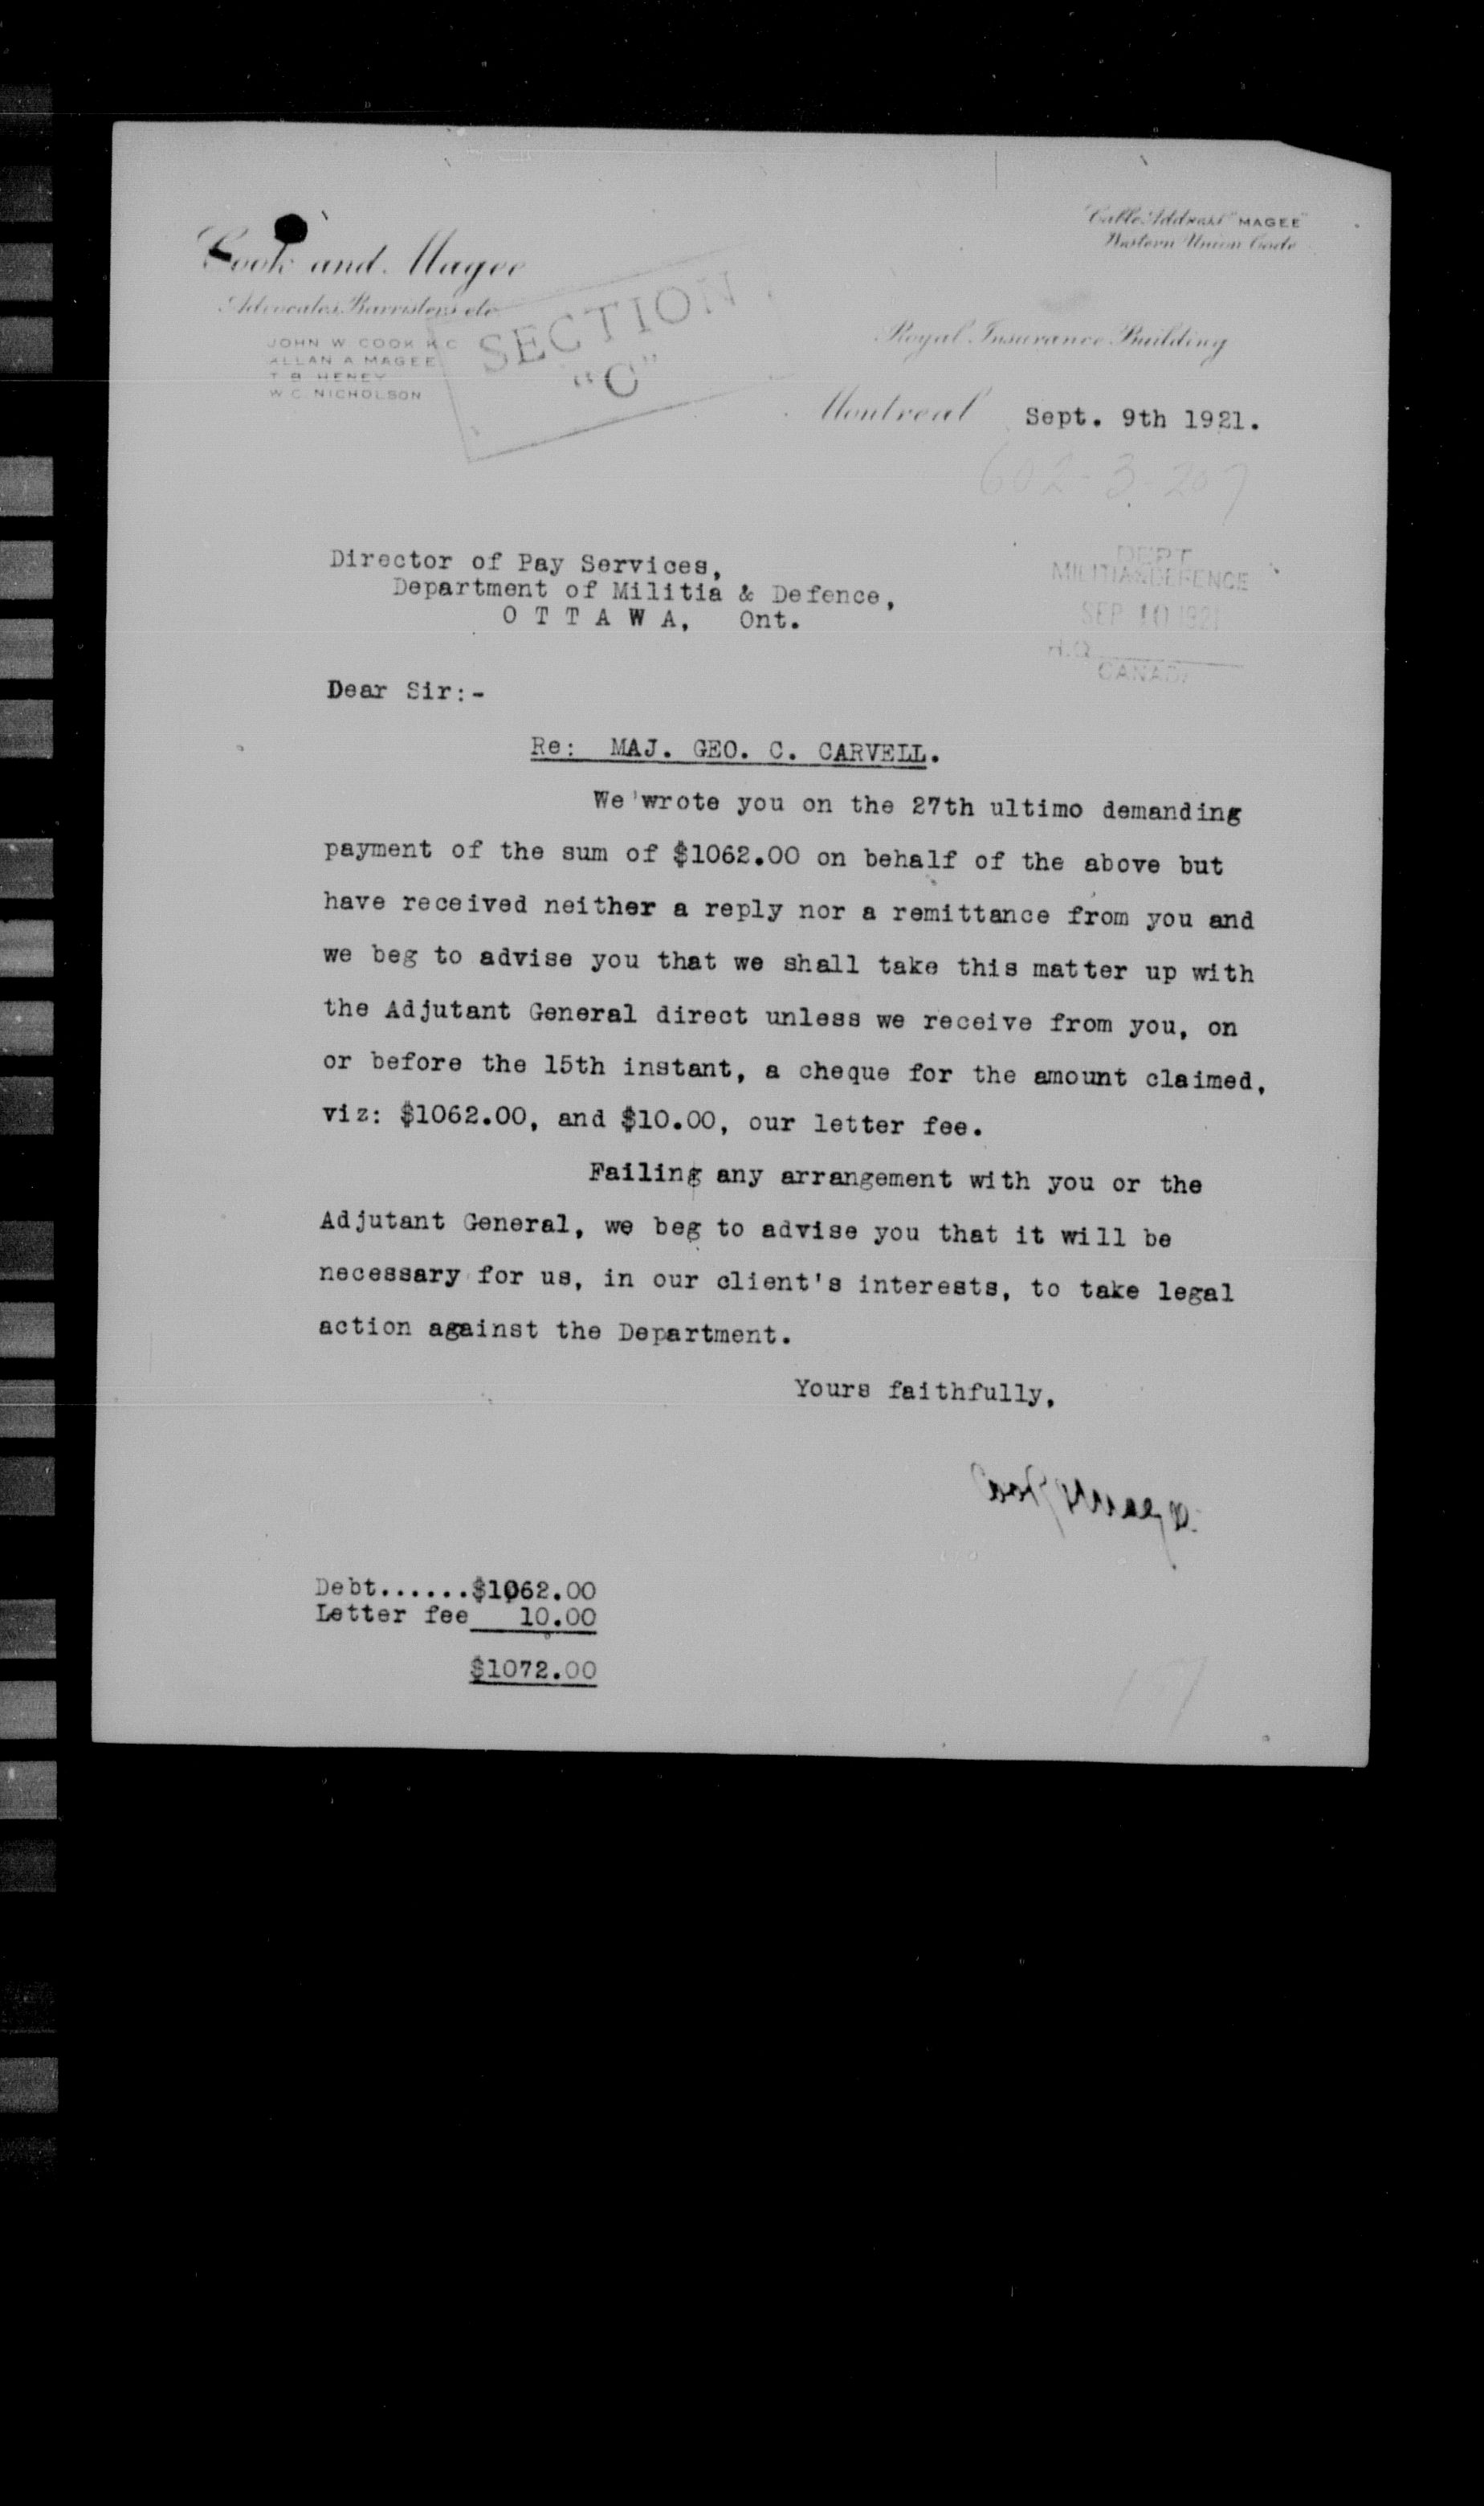 Cook and Magee
Advocates, Barristers etc.
JOHN W. COOK K.C.
ALLAN A. MAGEE
T. B. HENEY
W. C. NICHOLSON
SECTION
"C"
Cable Address "MAGEE"
Western Union Code
Royal Insurance Building
Montreal Sept. 9th 1921.
602-3-207
DEPT
MILITIA & DEFENCE
SEP 10 1921
H.Q.
CANADA
Director of Pay Services,
Department of Militia & Defence,
O T T A W A, Ont.
Dear Sir:-
Re: MAJ. GEO. C. CARVELL.
We wrote you on the 27th ultimo demanding
payment of the sum of $1062.00 on behalf of the above but
have received neither a reply nor a remittance from you and
we beg to advise you that we shall take this matter up with
the Adjutant General direct unless we receive from you, on
or before the 15th instant, a cheque for the amount claimed,
viz: $1062.00, and $10.00, our letter fee.
Failing any arrangement with you or the
Adjutant General, we beg to advise you that it will be
necessary for us, in our client's interests, to take legal
action against the Department.
Yours faithfully,
Cook & Magee.
Debt......$1062.00
Letter fee 10.00
$1072.00